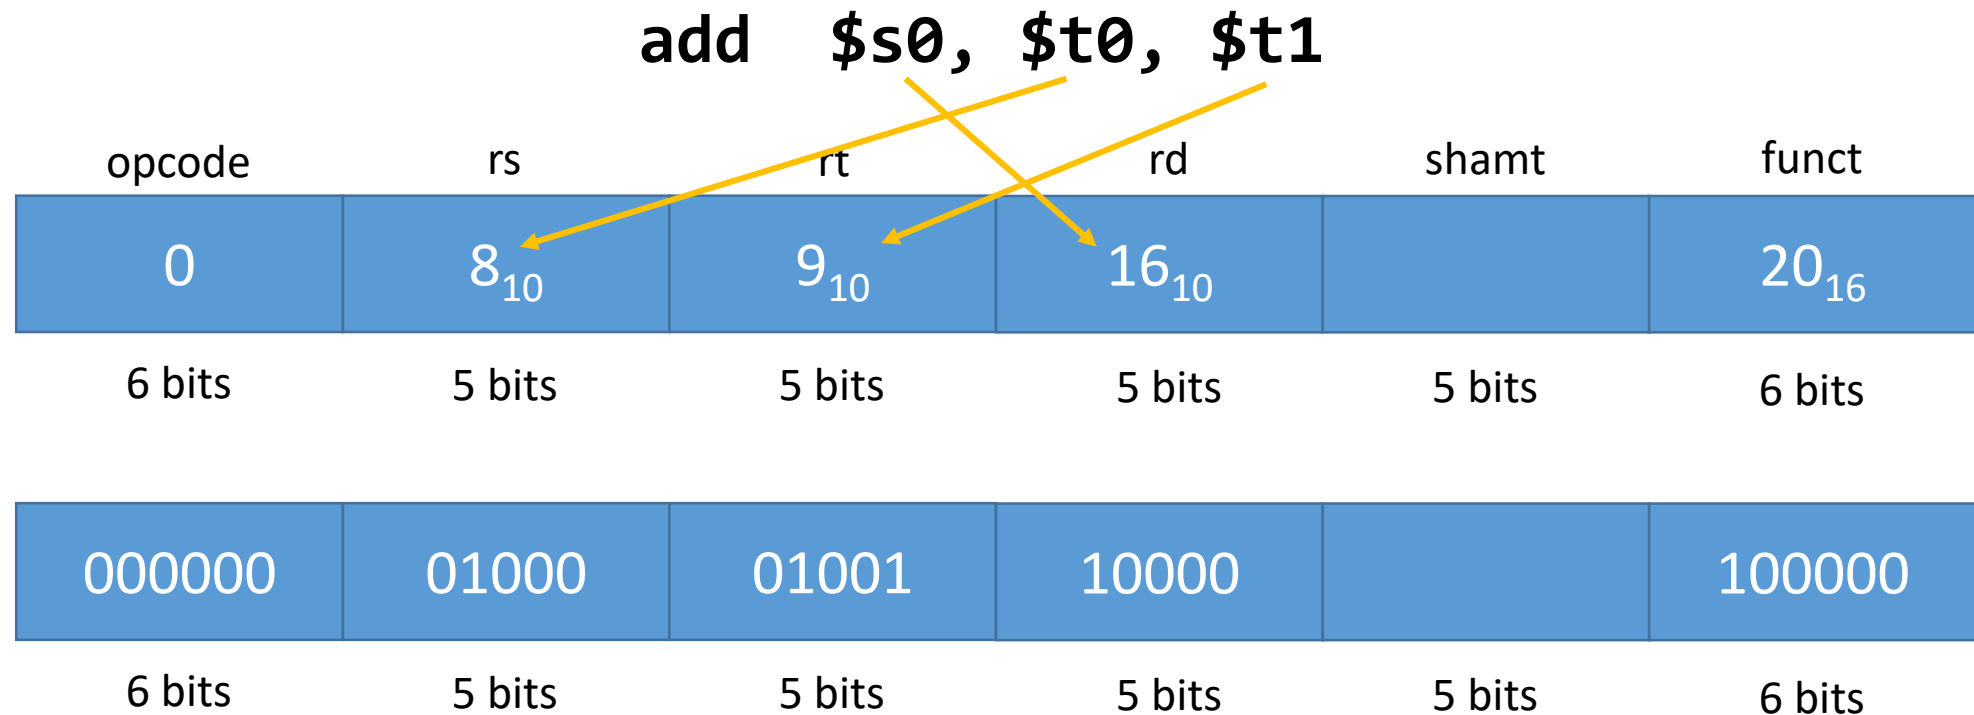 add $s0, $t0, $t1
opcode rs rt rd shamt funct
0 8₁₀ 9₁₀ 16₁₀ 20₁₆
6 bits 5 bits 5 bits 5 bits 5 bits 6 bits
000000 01000 01001 10000 100000
6 bits 5 bits 5 bits 5 bits 5 bits 6 bits